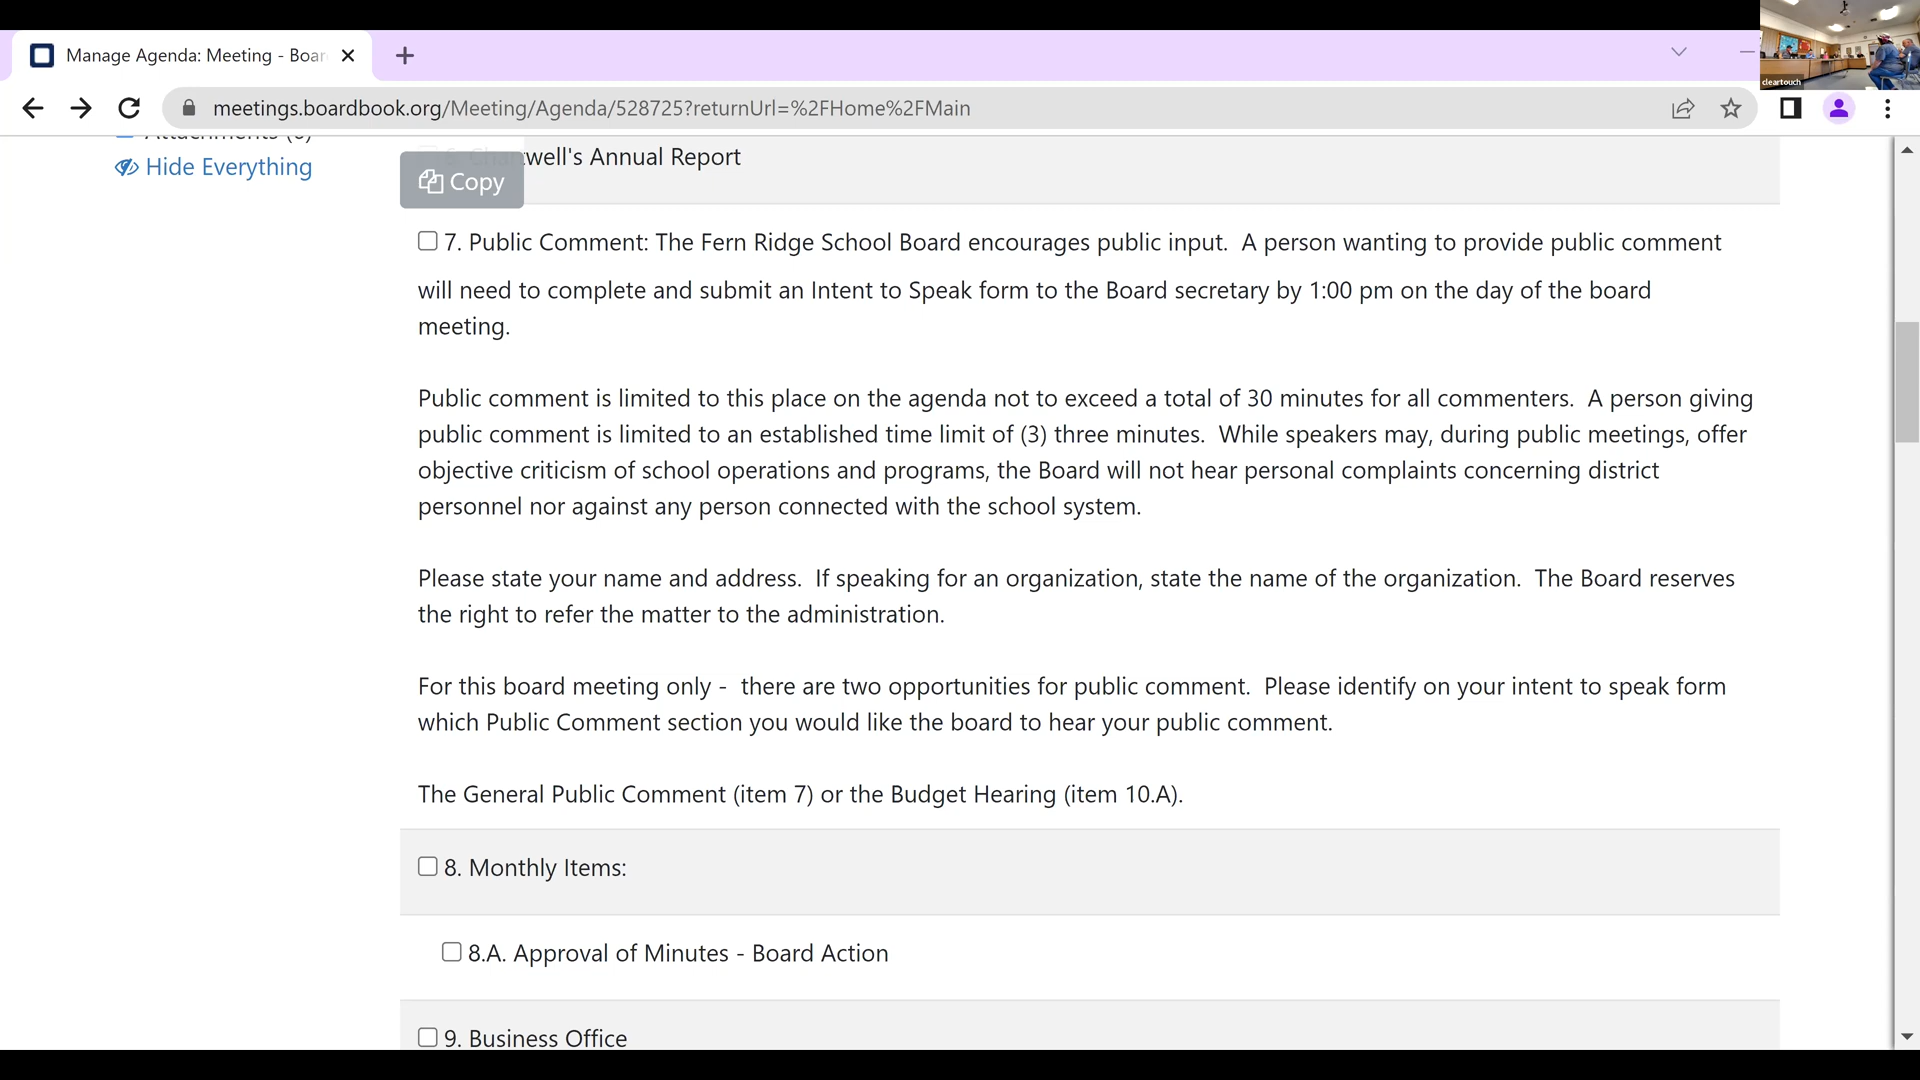 Manage Agenda: Meeting - Boar
cleartouch
meetings.boardbook.org/Meeting/Agenda/528725?returnUrl=%2FHome%2FMain
Attachments
Hide Everything
Copy
well's Annual Report
7. Public Comment: The Fern Ridge School Board encourages public input. A person wanting to provide public comment
will need to complete and submit an Intent to Speak form to the Board secretary by 1:00 pm on the day of the board
meeting.
Public comment is limited to this place on the agenda not to exceed a total of 30 minutes for all commenters. A person giving
public comment is limited to an established time limit of (3) three minutes. While speakers may, during public meetings, offer
objective criticism of school operations and programs, the Board will not hear personal complaints concerning district
personnel nor against any person connected with the school system.
Please state your name and address. If speaking for an organization, state the name of the organization. The Board reserves
the right to refer the matter to the administration.
For this board meeting only - there are two opportunities for public comment. Please identify on your intent to speak form
which Public Comment section you would like the board to hear your public comment.
The General Public Comment (item 7) or the Budget Hearing (item 10.A).
8. Monthly Items:
8.A. Approval of Minutes - Board Action
9. Business Office